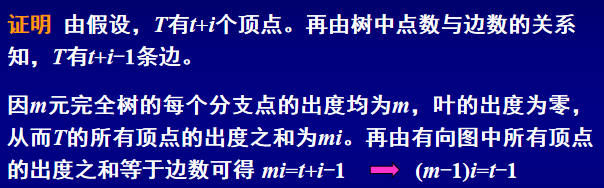 证明 由假设，T有t+i个顶点。再由树中点数与边数的关系
知，T有t+i−1条边。
因m元完全树的每个分支点的出度均为m，叶的出度为零，
从而T的所有顶点的出度之和为mi。再由有向图中所有顶点
的出度之和等于边数可得 mi=t+i−1 ➡ (m−1)i=t−1